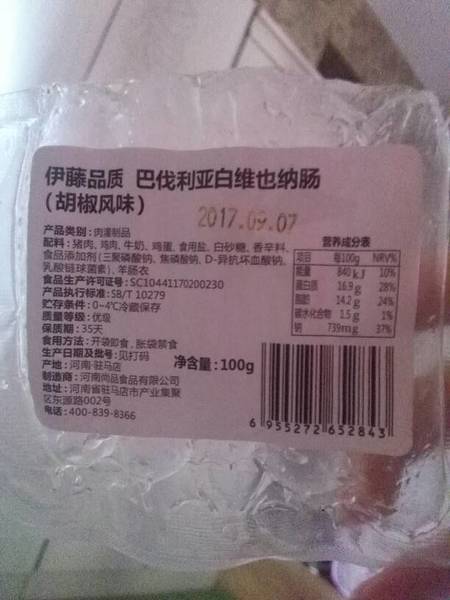 伊藤品质 巴伐利亚白维也纳肠
（胡椒风味）
2017.09.07
产品类别：肉灌制品
配料：猪肉、鸡肉、牛奶、鸡蛋、食用盐、白砂糖、香辛料、
食品添加剂(三聚磷酸钠、焦磷酸钠、D-异抗坏血酸钠、
乳酸链球菌素)、羊肠衣
食品生产许可证号：SC10441170200230
产品执行标准：SB/T 10279
贮存条件：0~4℃冷藏保存
质量等级：优级
保质期：35天
食用方法：开袋即食，胀袋禁食
生产日期及批号：见打码
产地：河南·驻马店
制造商：河南尚品食品有限公司
地址：河南省驻马店市产业集聚
区东源路002号
电话：400-839-8366
净含量：100g
营养成分表
项目 每100g NRV%
能量 840kJ 10%
蛋白质 16.9g 28%
脂肪 14.2g 24%
碳水化合物 1.5g 1%
钠 739mg 37%
6 955272 652843